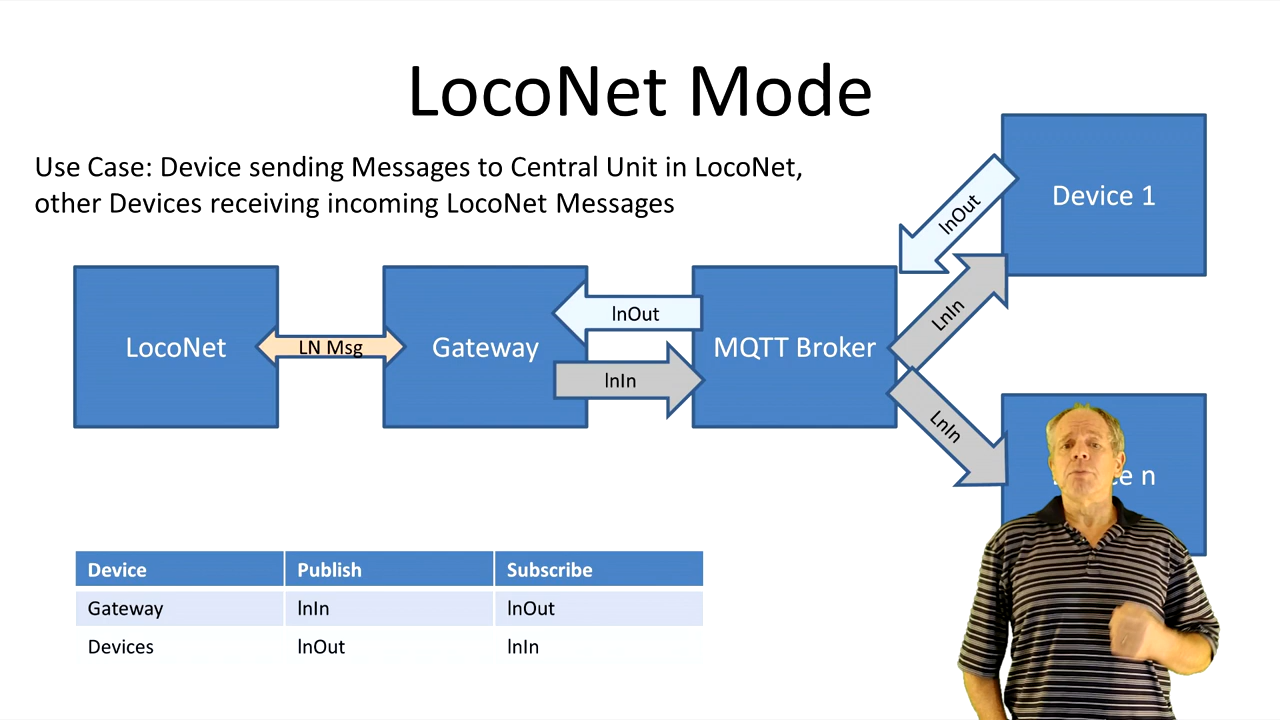 LocoNet Mode
Use Case: Device sending Messages to Central Unit in LocoNet,
other Devices receiving incoming LocoNet Messages
Device 1
lnOut
LnIn
LocoNet
LN Msg
Gateway
lnOut
lnIn
MQTT Broker
LnIn
n
Device Publish Subscribe
Gateway lnIn lnOut
Devices lnOut lnIn